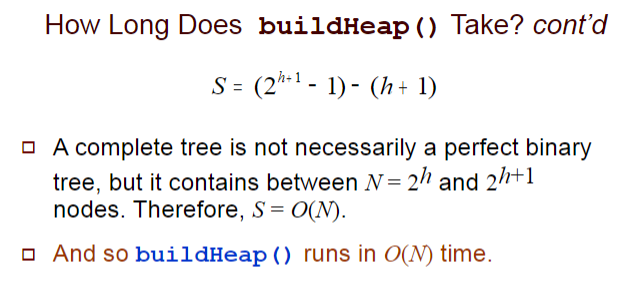 How Long Does buildHeap() Take? cont’d
S = (2^{h+1} - 1) - (h + 1)
□ A complete tree is not necessarily a perfect binary
tree, but it contains between N = 2^h and 2^{h+1}
nodes. Therefore, S = O(N).
□ And so buildHeap() runs in O(N) time.